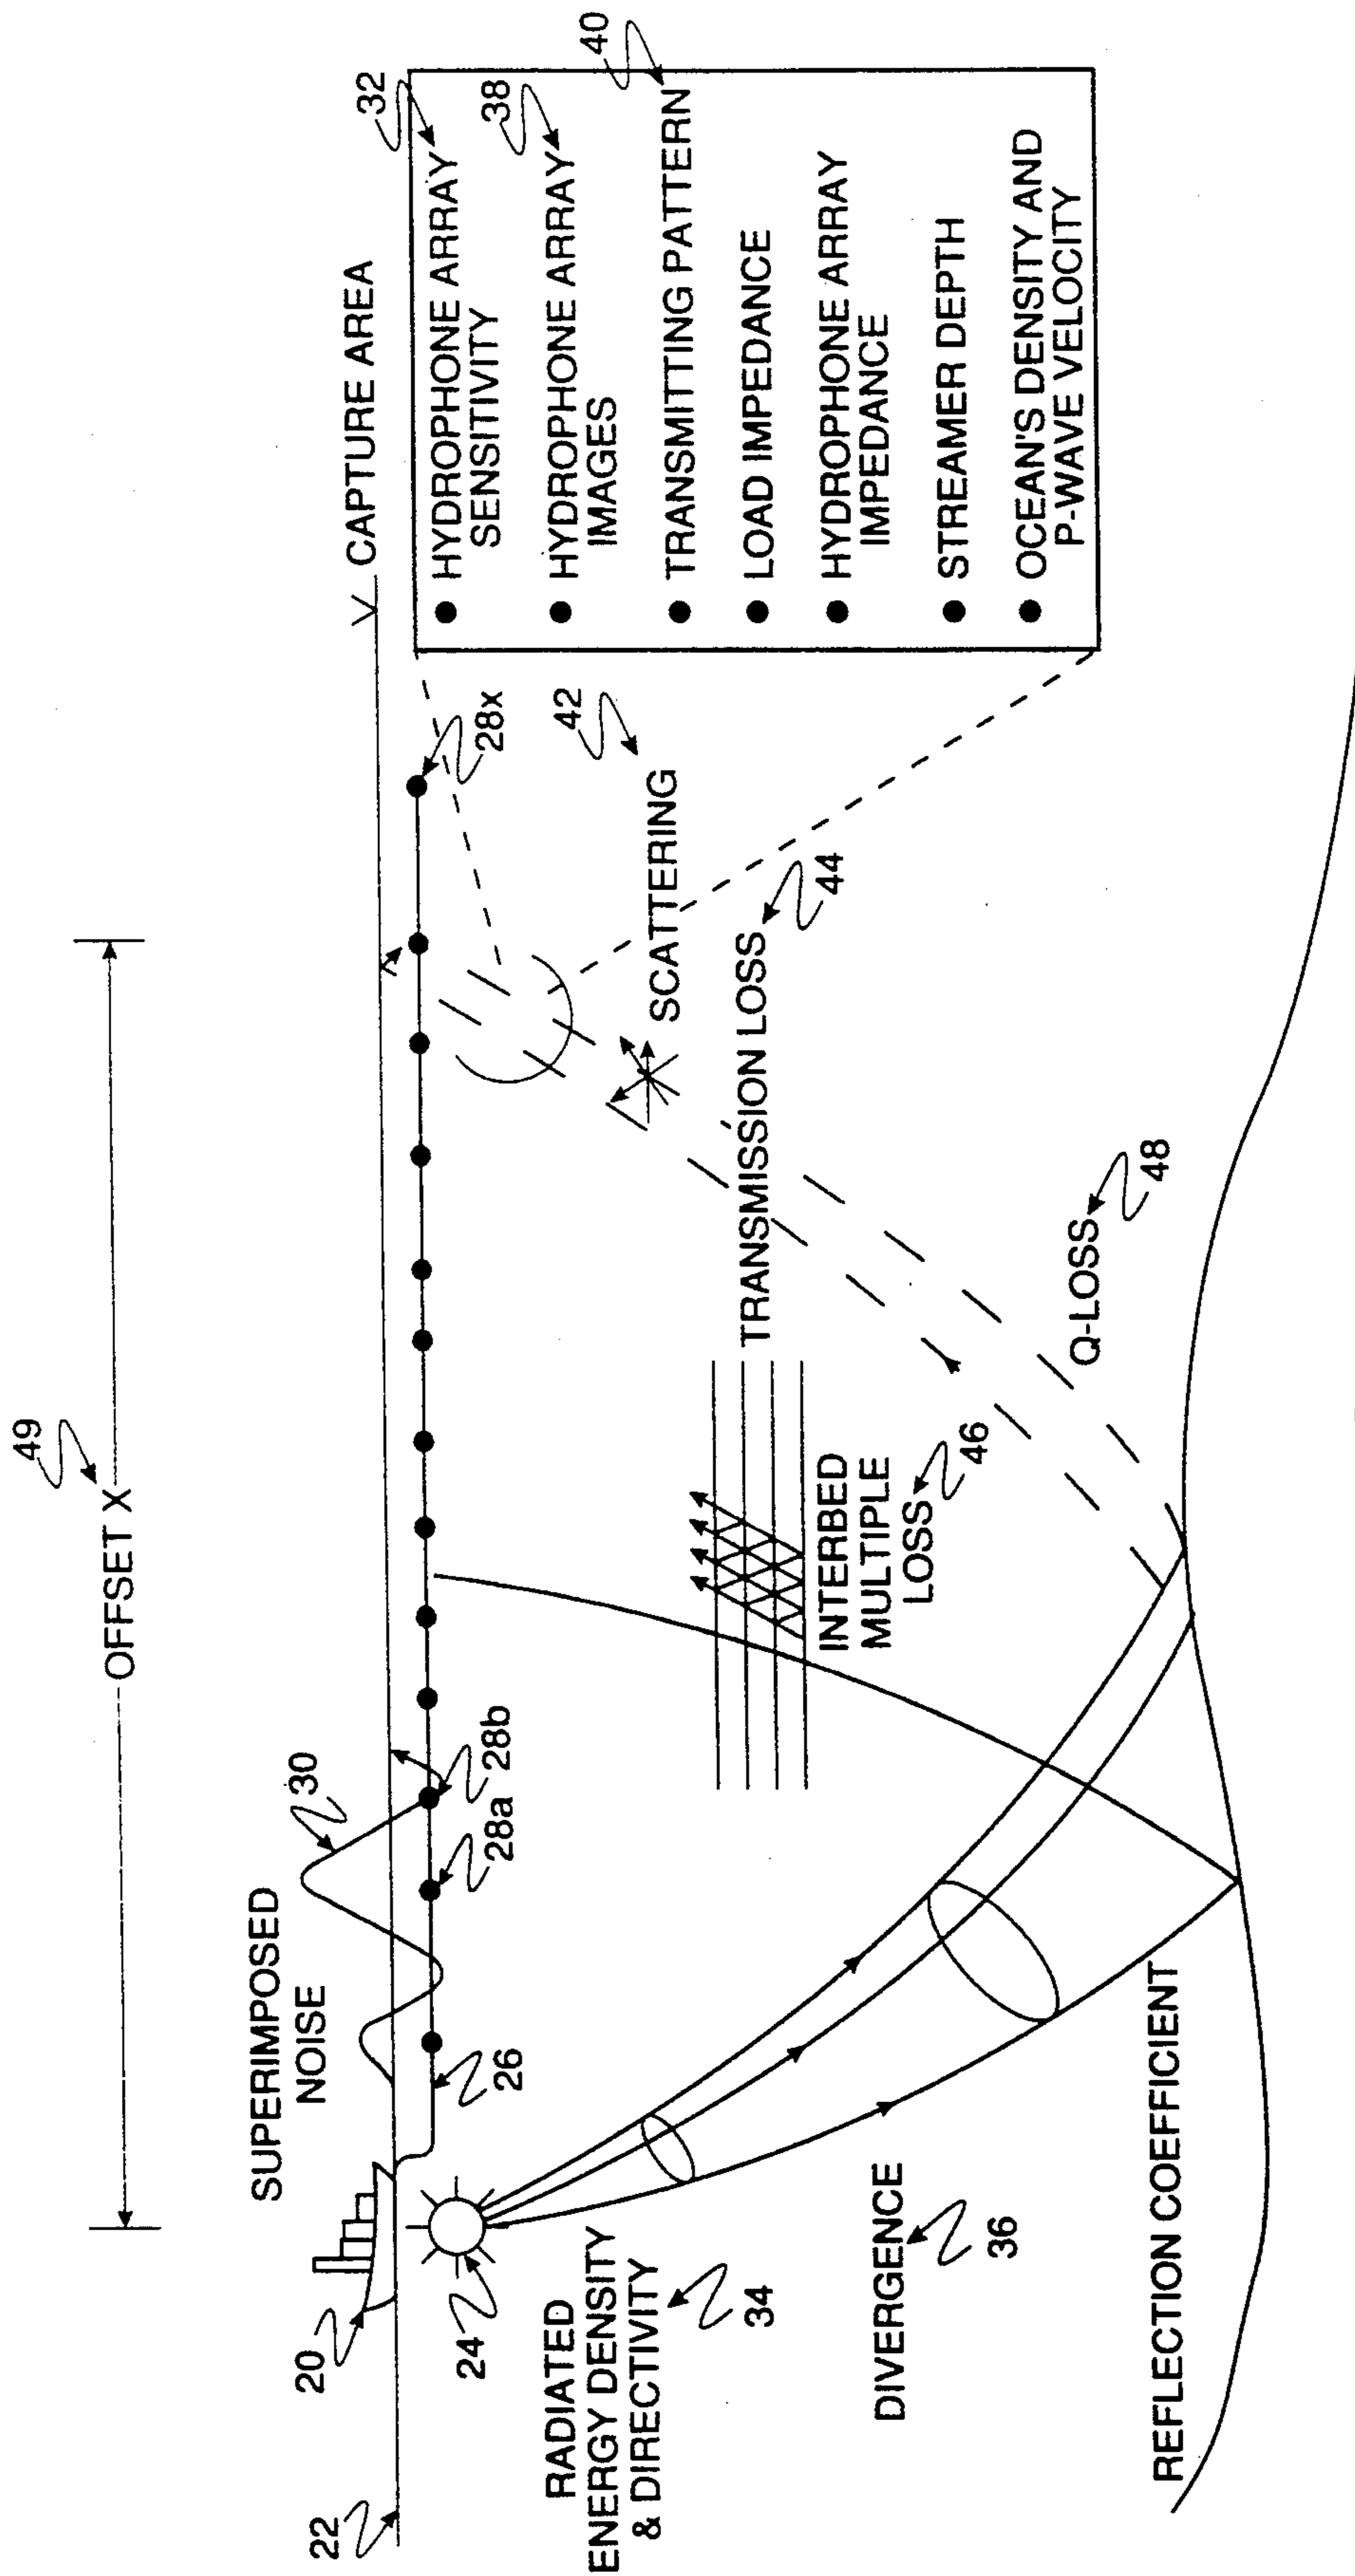 49
OFFSET X
SUPERIMPOSED
NOISE
30
CAPTURE AREA
20
22
24
26
28a
28b
28x
32
● HYDROPHONE ARRAY
SENSITIVITY
38
● HYDROPHONE ARRAY
IMAGES
40
● TRANSMITTING PATTERN
● LOAD IMPEDANCE
● HYDROPHONE ARRAY
IMPEDANCE
● STREAMER DEPTH
● OCEAN'S DENSITY AND
P-WAVE VELOCITY
RADIATED
ENERGY DENSITY
& DIRECTIVITY
34
42
SCATTERING
TRANSMISSION LOSS
44
INTERBED
MULTIPLE
LOSS
46
DIVERGENCE
36
Q-LOSS
48
REFLECTION COEFFICIENT